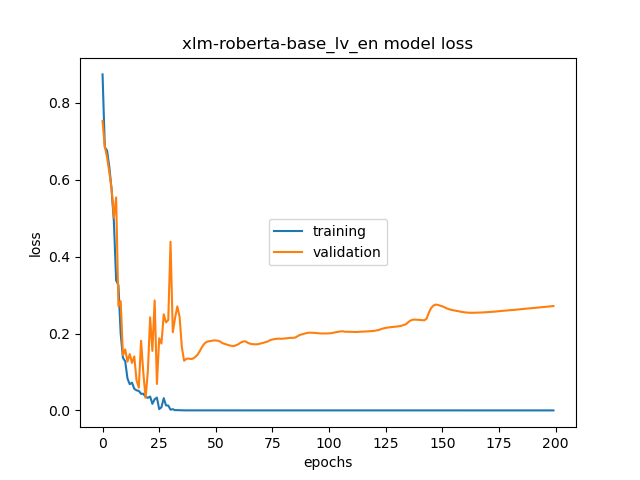 xlm-roberta-base_lv_en model loss
loss
0.8
0.6
0.4
0.2
0.0
training
validation
0 25 50 75 100 125 150 175 200
epochs